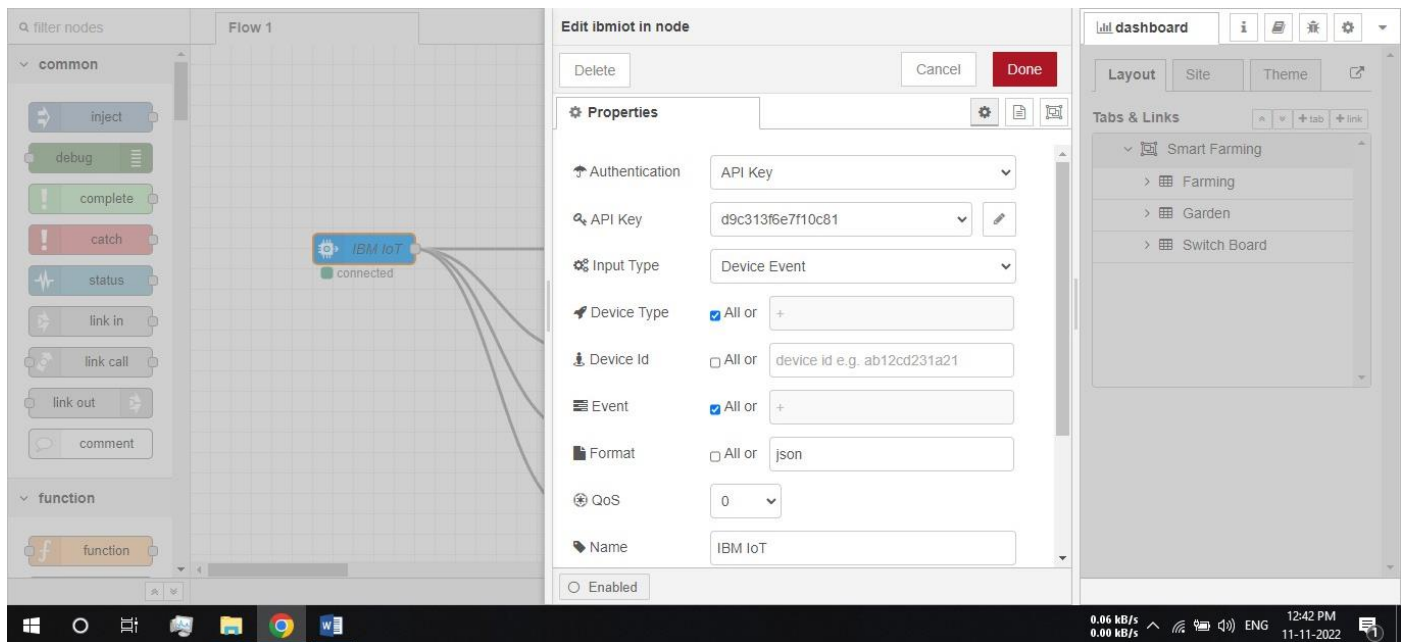 filter nodes
Flow 1
Edit ibmiot in node
dashboard
i
common
Delete
Cancel
Done
Layout
Site
Theme
inject
Properties
Tabs & Links
+ tab
+ link
debug
Smart Farming
Authentication
API Key
Farming
complete
API Key
d9c313f6e7f10c81
Garden
catch
IBM IoT
Switch Board
connected
Input Type
Device Event
status
link in
Device Type
All or
+
link call
Device Id
All or
device id e.g. ab12cd231a21
link out
Event
All or
+
comment
Format
All or
json
function
QoS
0
function
Name
IBM IoT
Enabled
0.06 kB/s
0.00 kB/s
ENG
12:42 PM
11-11-2022